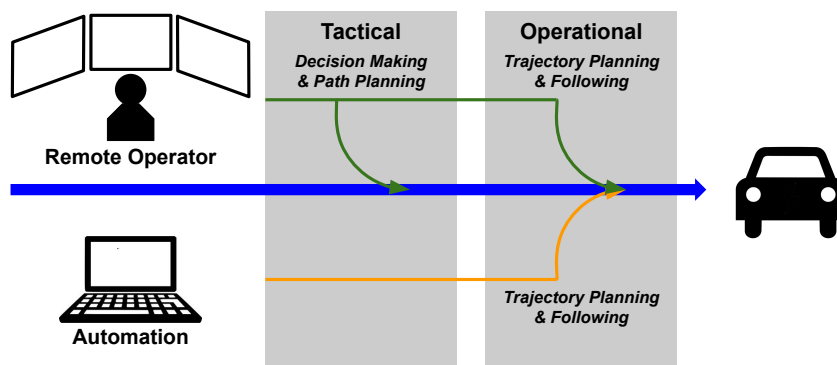 Tactical
Decision Making
& Path Planning
Operational
Trajectory Planning
& Following
Remote Operator
Automation
Trajectory Planning
& Following